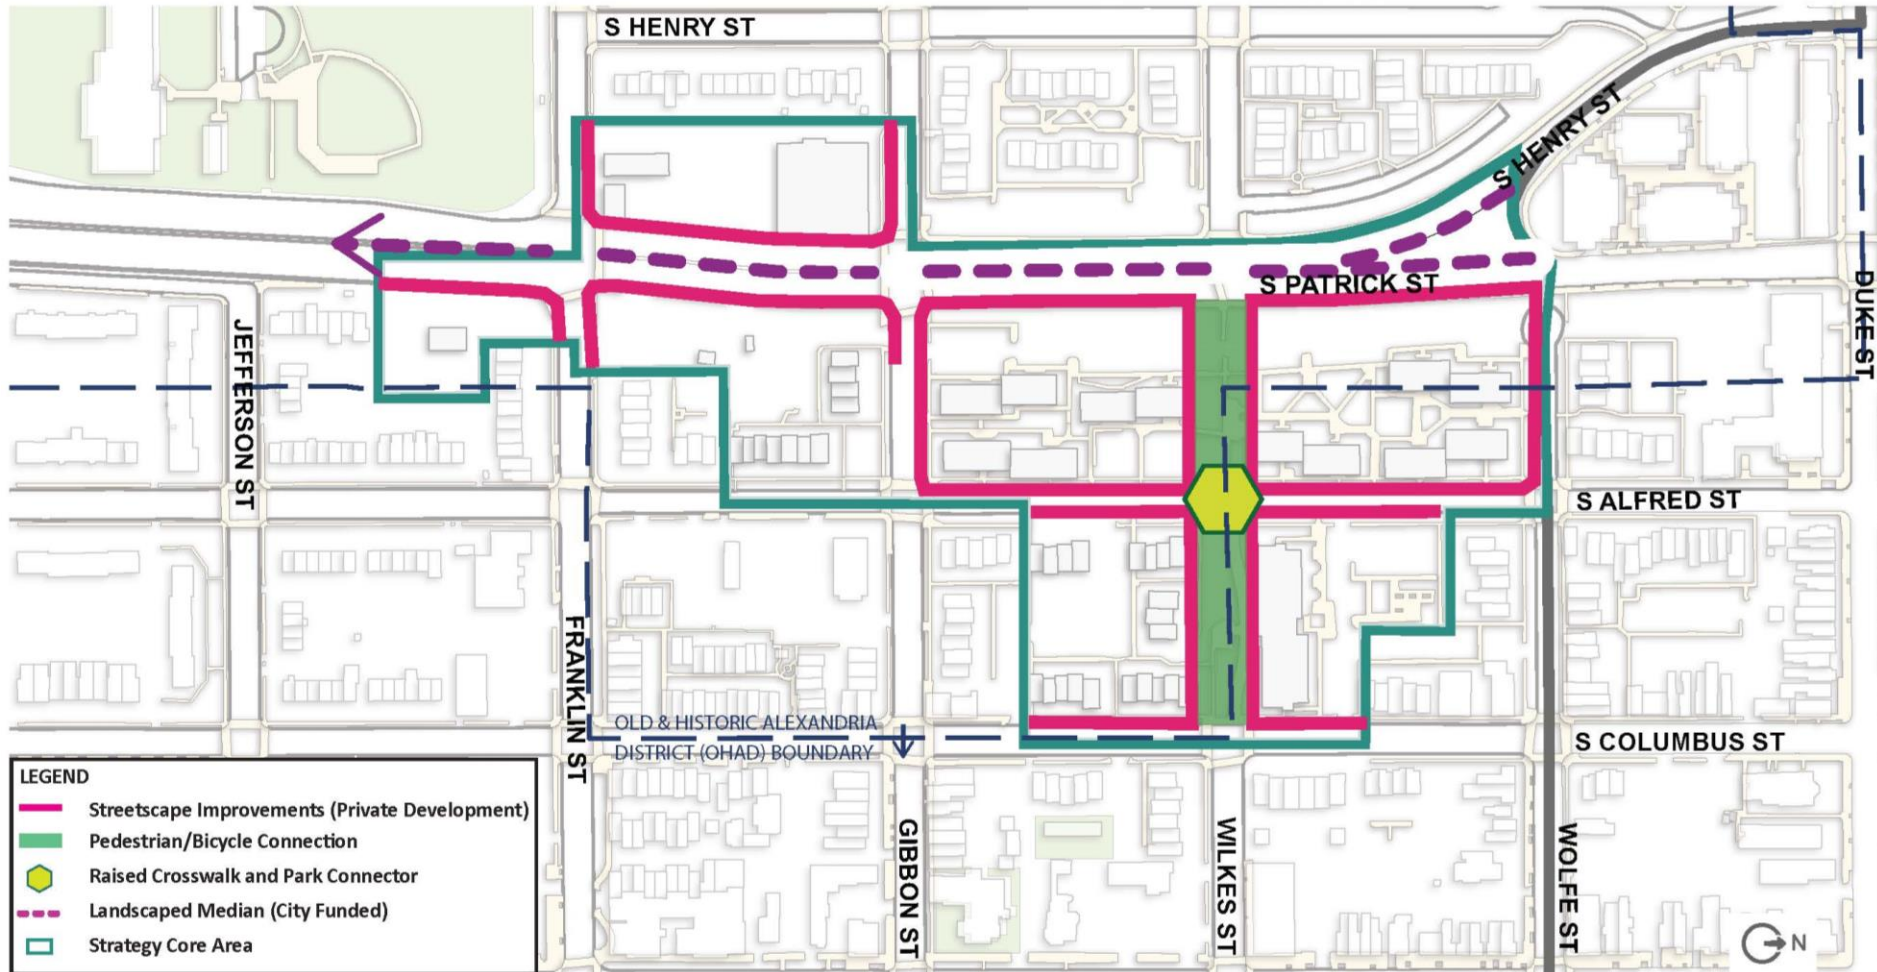 S HENRY ST
S HENRY ST
S PATRICK ST
DUKE ST
JEFFERSON ST
S ALFRED ST
FRANKLIN ST
OLD & HISTORIC ALEXANDRIA
DISTRICT (OHAD) BOUNDARY
S COLUMBUS ST
GIBBON ST
WILKES ST
WOLFE ST
LEGEND
Streetscape Improvements (Private Development)
Pedestrian/Bicycle Connection
Raised Crosswalk and Park Connector
Landscaped Median (City Funded)
Strategy Core Area
N